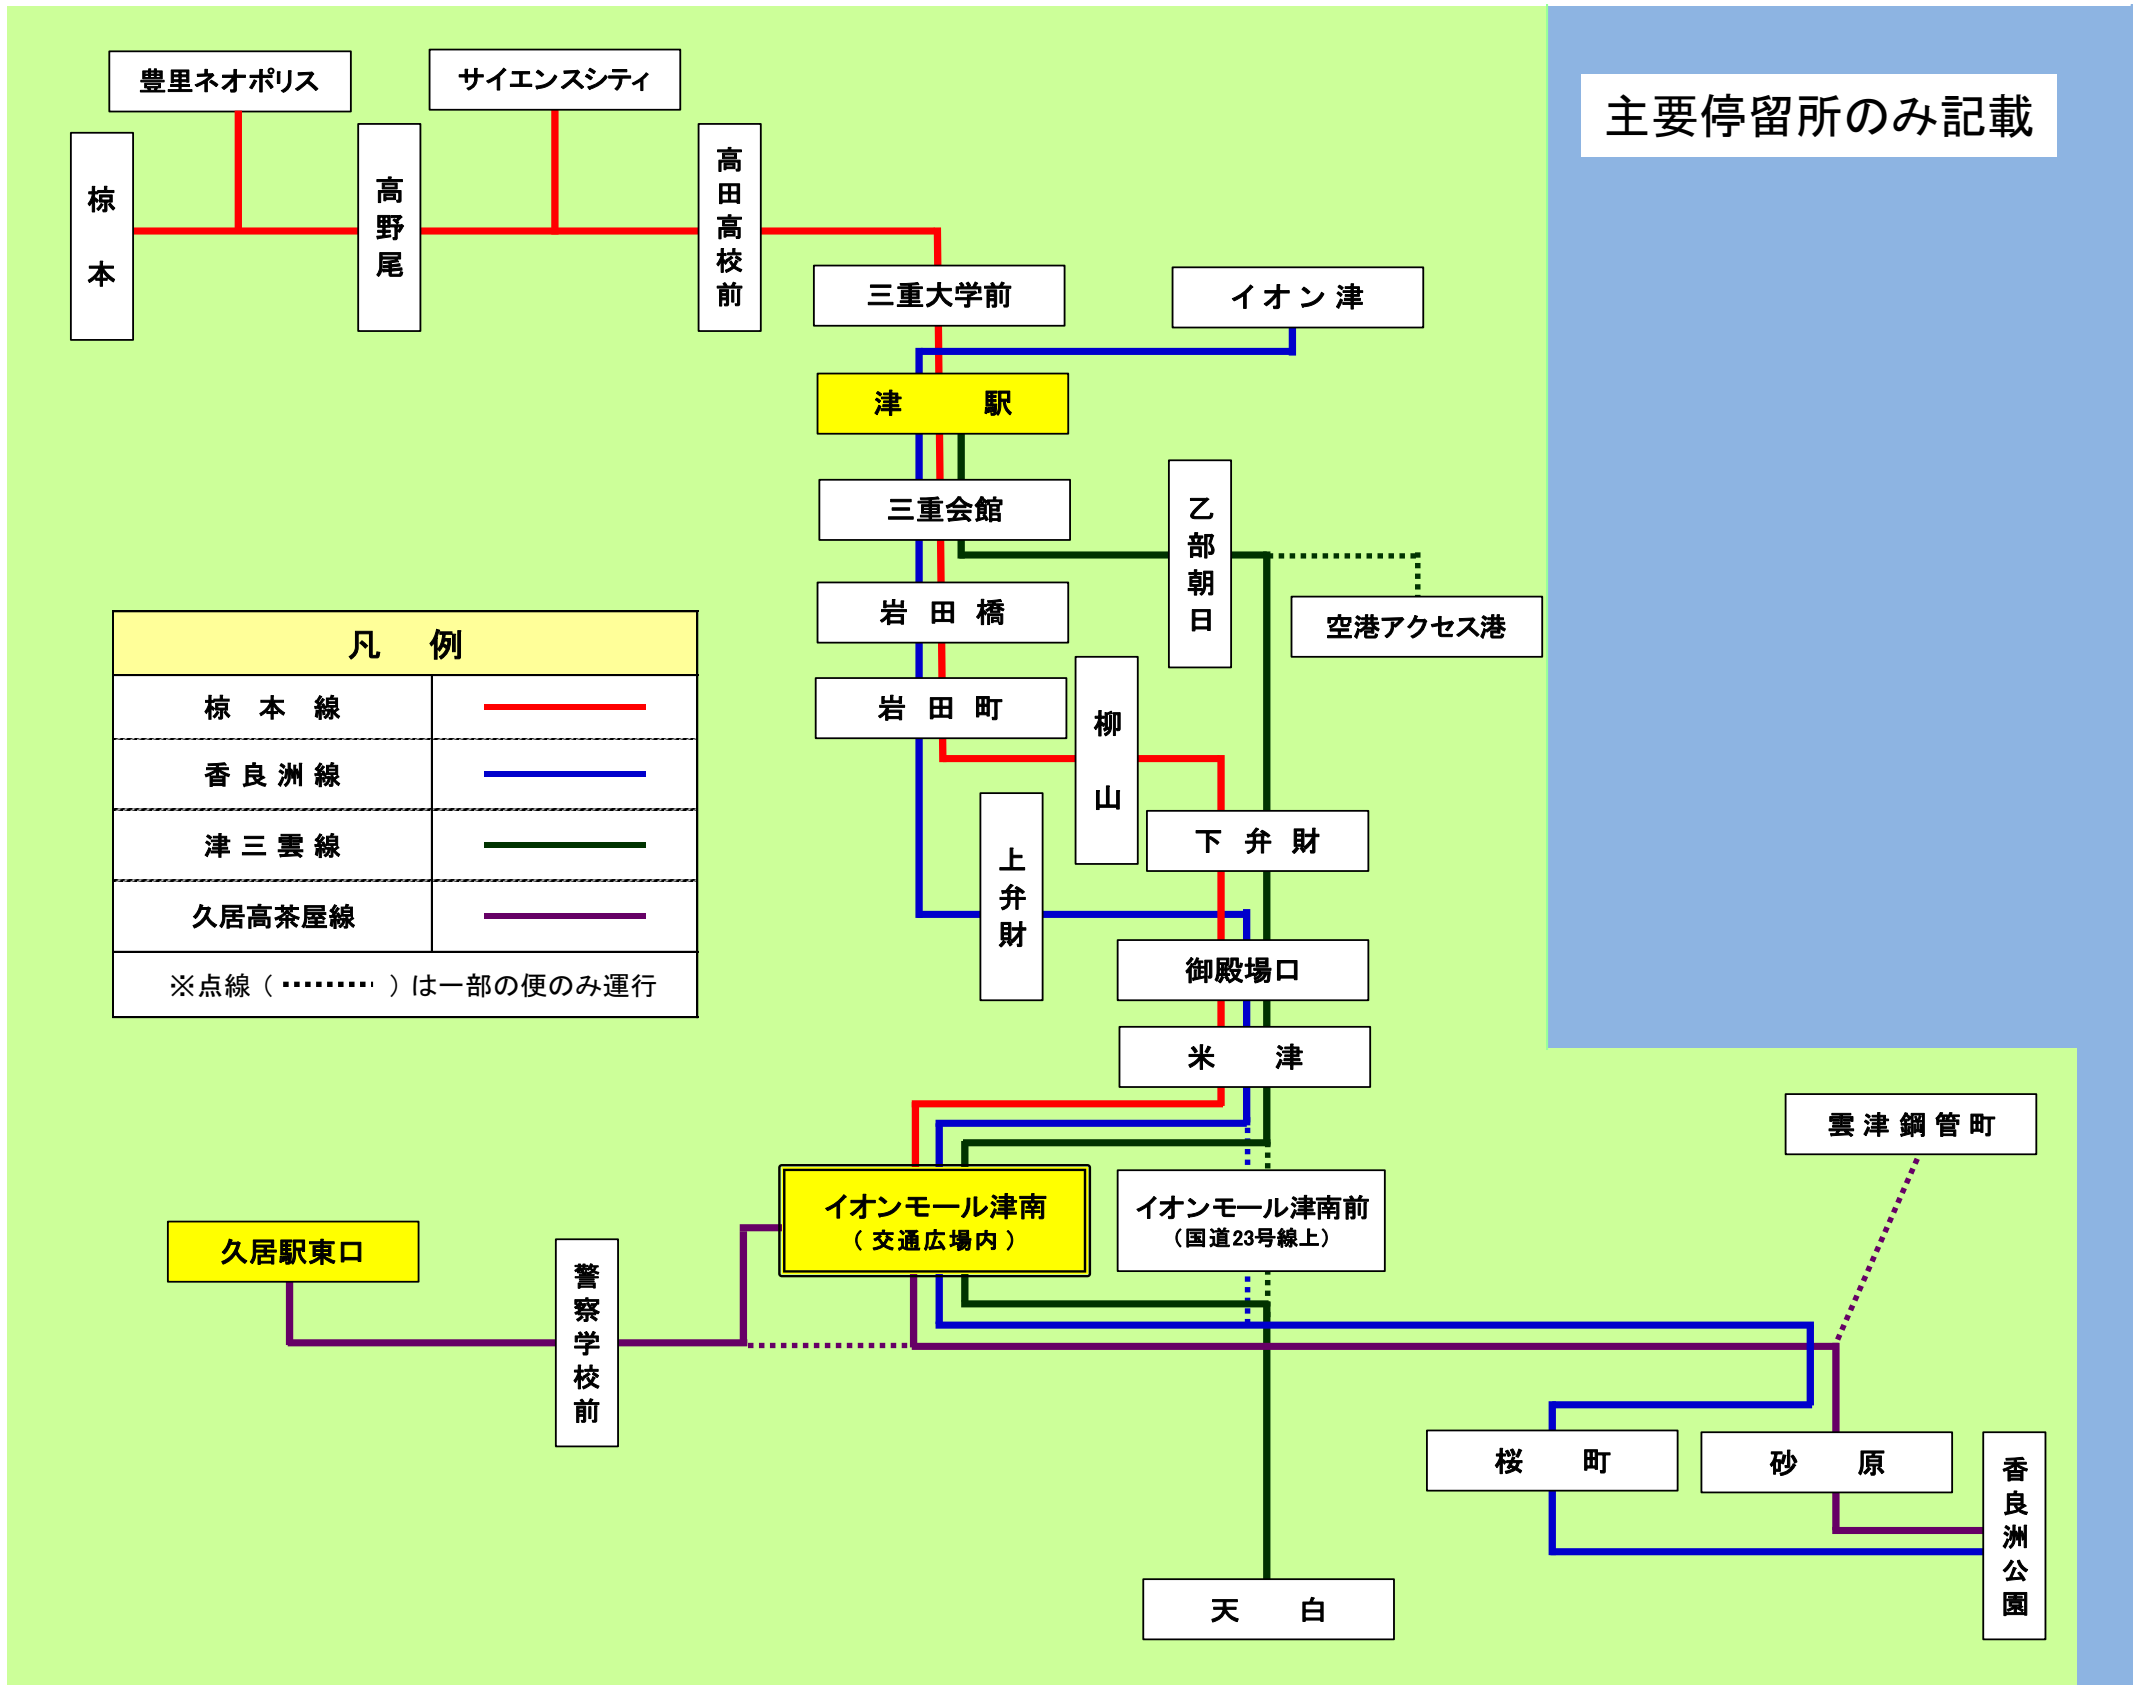 主要停留所のみ記載
豊里ネオポリス
サイエンスシティ
椋本
高野尾
高田高校前
三重大学前
イオン津
津駅
三重会館
乙部朝日
岩田橋
空港アクセス港
岩田町
柳山
上弁財
下弁財
御殿場口
米津
凡例
椋本線
香良洲線
津三雲線
久居高茶屋線
※点線（ ········· ）は一部の便のみ運行
雲津鋼管町
イオンモール津南
（交通広場内）
イオンモール津南前
（国道23号線上）
久居駅東口
警察学校前
桜町
砂原
香良洲公園
天白